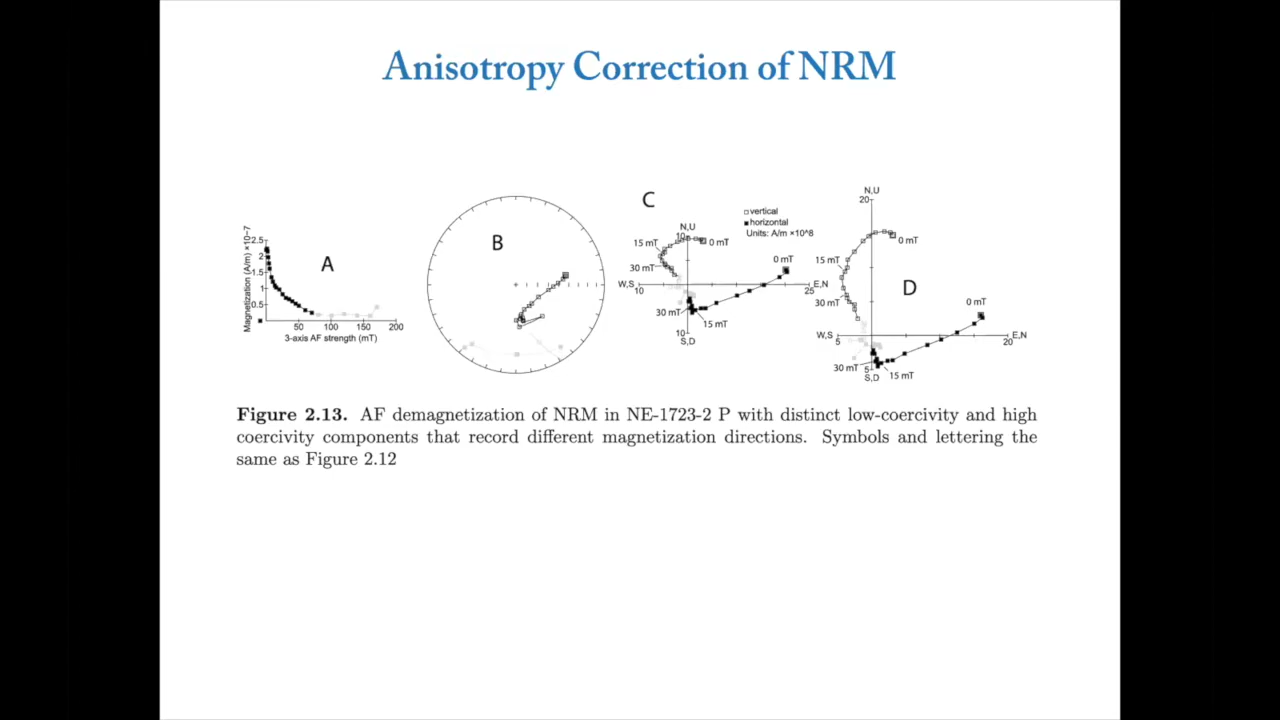 Anisotropy Correction of NRM
A
Magnetization (A/m) ×10−7
2.5
2
1.5
1
0.5
50 100 150 200
3-axis AF strength (mT)
B
C
□vertical
■horizontal
Units: A/m ×10^8
N,U
10
15 mT
0 mT
30 mT
0 mT
W,S
10
E,N
25
30 mT
15 mT
10
S,D
N,U
20
0 mT
15 mT
D
30 mT
0 mT
W,S
5
E,N
20
30 mT
5
S,D
15 mT
Figure 2.13. AF demagnetization of NRM in NE-1723-2 P with distinct low-coercivity and high
coercivity components that record different magnetization directions. Symbols and lettering the
same as Figure 2.12